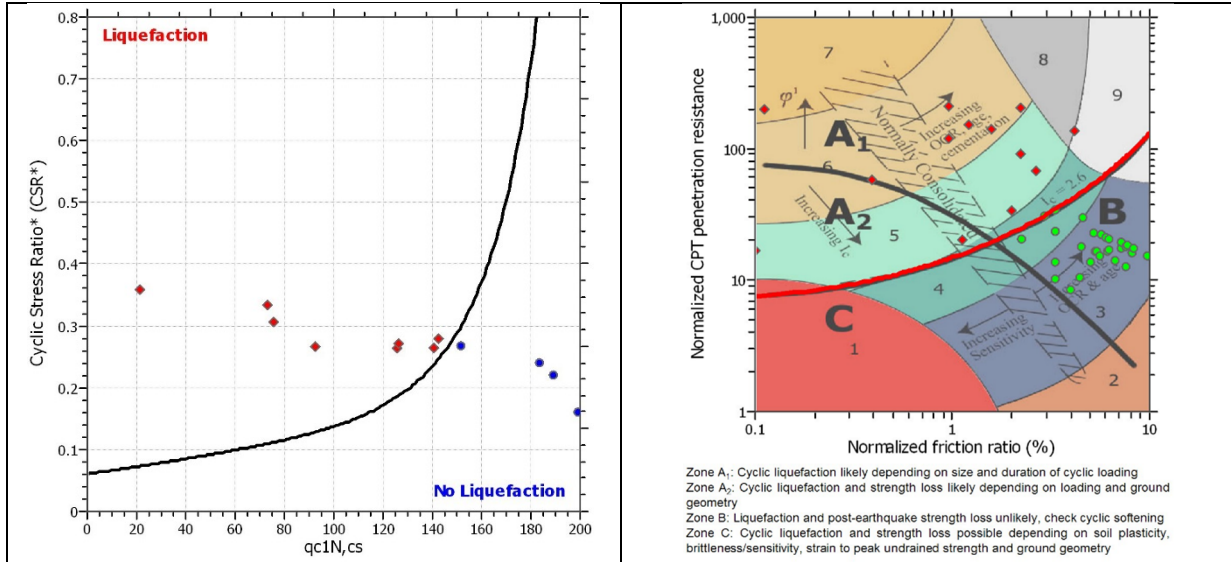 Liquefaction
No Liquefaction
Cyclic Stress Ratio* (CSR*)
0.8
0.7
0.6
0.5
0.4
0.3
0.2
0.1
0
0 20 40 60 80 100 120 140 160 180 200
qc1N,cs
Normalized CPT penetration resistance
1,000
100
10
1
7
8
9
φ'
Increasing
OCR, age,
cementation
Normally Consolidated
A1
6
A2
Increasing Ic
5
Ic = 2.6
B
4
C
1
Increasing
OCR & age
3
Increasing
Sensitivity
2
0.1 1 10
Normalized friction ratio (%)
Zone A1: Cyclic liquefaction likely depending on size and duration of cyclic loading
Zone A2: Cyclic liquefaction and strength loss likely depending on loading and ground
geometry
Zone B: Liquefaction and post-earthquake strength loss unlikely, check cyclic softening
Zone C: Cyclic liquefaction and strength loss possible depending on soil plasticity,
brittleness/sensitivity, strain to peak undrained strength and ground geometry